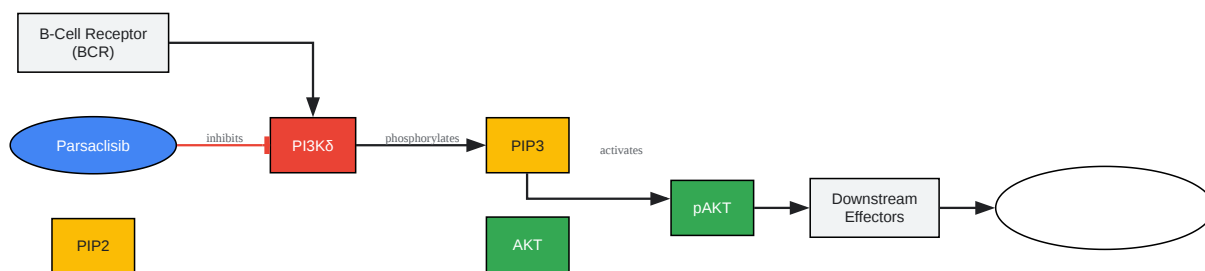 B-Cell Receptor
(BCR)
Parsaclisib
inhibits
PI3Kδ
phosphorylates
PIP3
activates
pAKT
Downstream
Effectors
PIP2
AKT